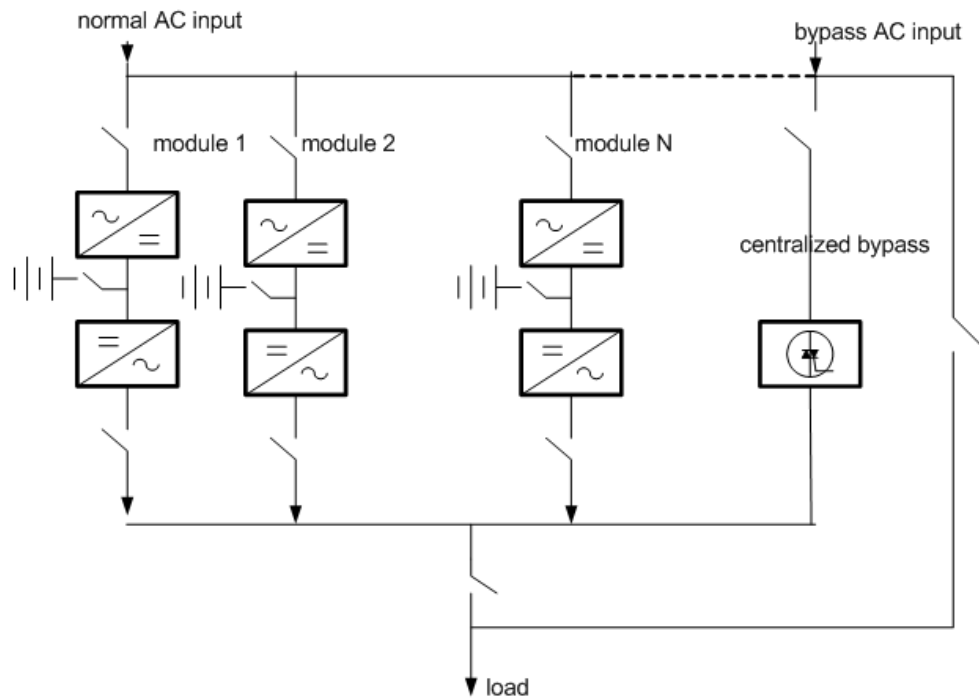 normal AC input
bypass AC input
module 1
module 2
module N
centralized bypass
load